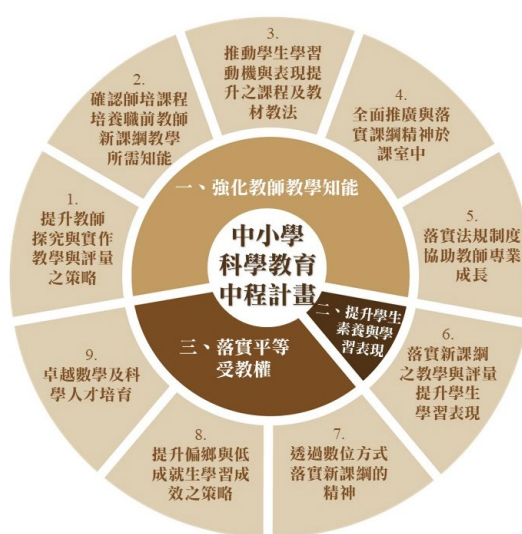 中小學
科學教育
中程計畫
一、強化教師教學知能
二、提升學生
素養與學
習表現
三、落實平等
受教權
1.
提升教師
探究與實作
教學與評量
之策略
2.
確認師培課程
培養職前教師
新課綱教學
所需知能
3.
推動學生學習
動機與表現提
升之課程及教
材教法
4.
全面推廣與落
實課綱精神於
課室中
5.
落實法規制度
協助教師專業
成長
6.
落實新課綱
之教學與評量
提升學生
學習表現
7.
透過數位方式
落實新課綱的
精神
8.
提升偏鄉與低
成就生學習成
效之策略
9.
卓越數學及科
學人才培育